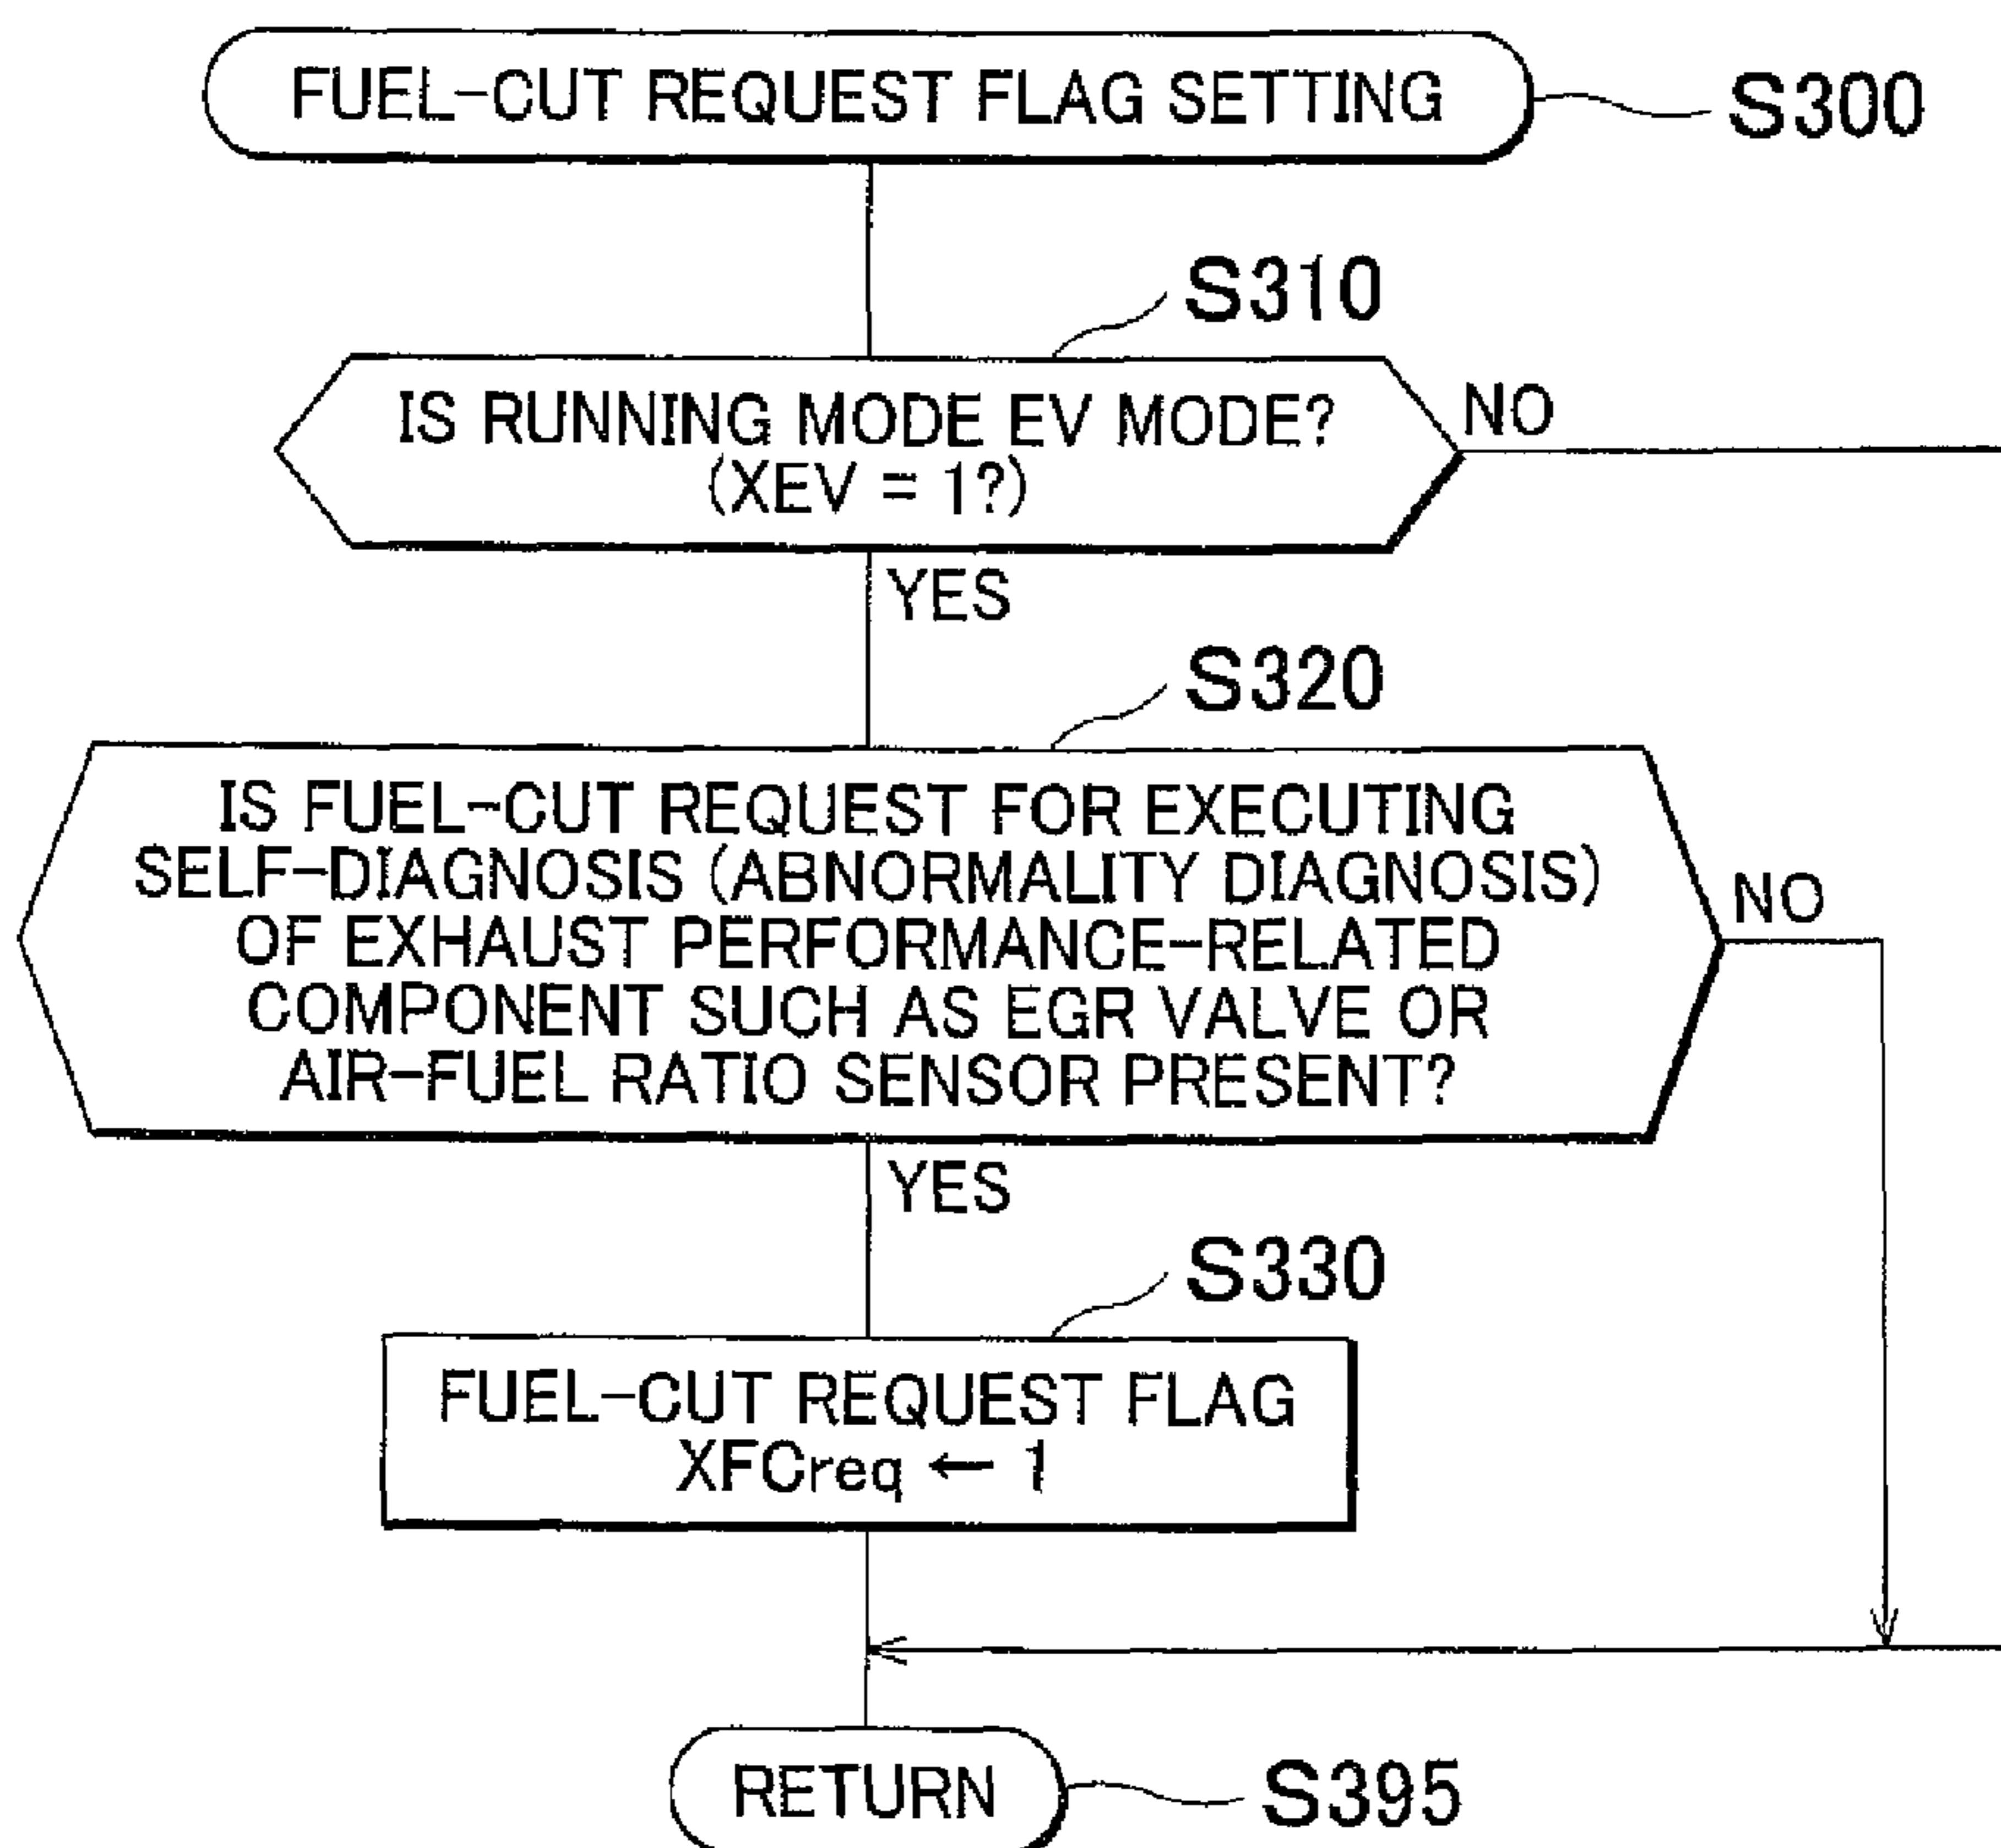 FUEL-CUT REQUEST FLAG SETTING
S300
S310
IS RUNNING MODE EV MODE?
(XEV = 1?)
NO
YES
S320
IS FUEL-CUT REQUEST FOR EXECUTING
SELF-DIAGNOSIS (ABNORMALITY DIAGNOSIS)
OF EXHAUST PERFORMANCE-RELATED
COMPONENT SUCH AS EGR VALVE OR
AIR-FUEL RATIO SENSOR PRESENT?
NO
YES
S330
FUEL-CUT REQUEST FLAG
XFCreq ← 1
RETURN
S395